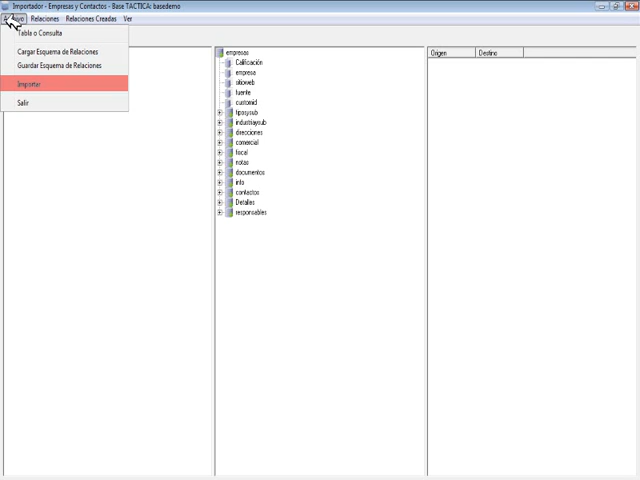 Importador - Empresas y Contactos - Base TACTICA: basedemo
Relaciones Relaciones Creadas Ver
Tabla o Consulta
Cargar Esquema de Relaciones
Guardar Esquema de Relaciones
Importar
Salir
empresas
Calificación
empresa
sitioweb
fuente
customid
tiposysub
industriaysub
direcciones
comercial
fiscal
notas
documentos
info
contactos
Detalles
responsables
Origen Destino